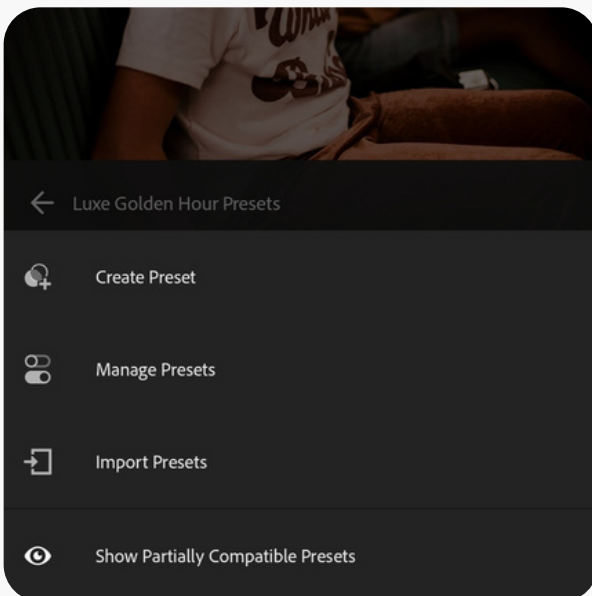 Luxe Golden Hour Presets
Create Preset
Manage Presets
Import Presets
Show Partially Compatible Presets